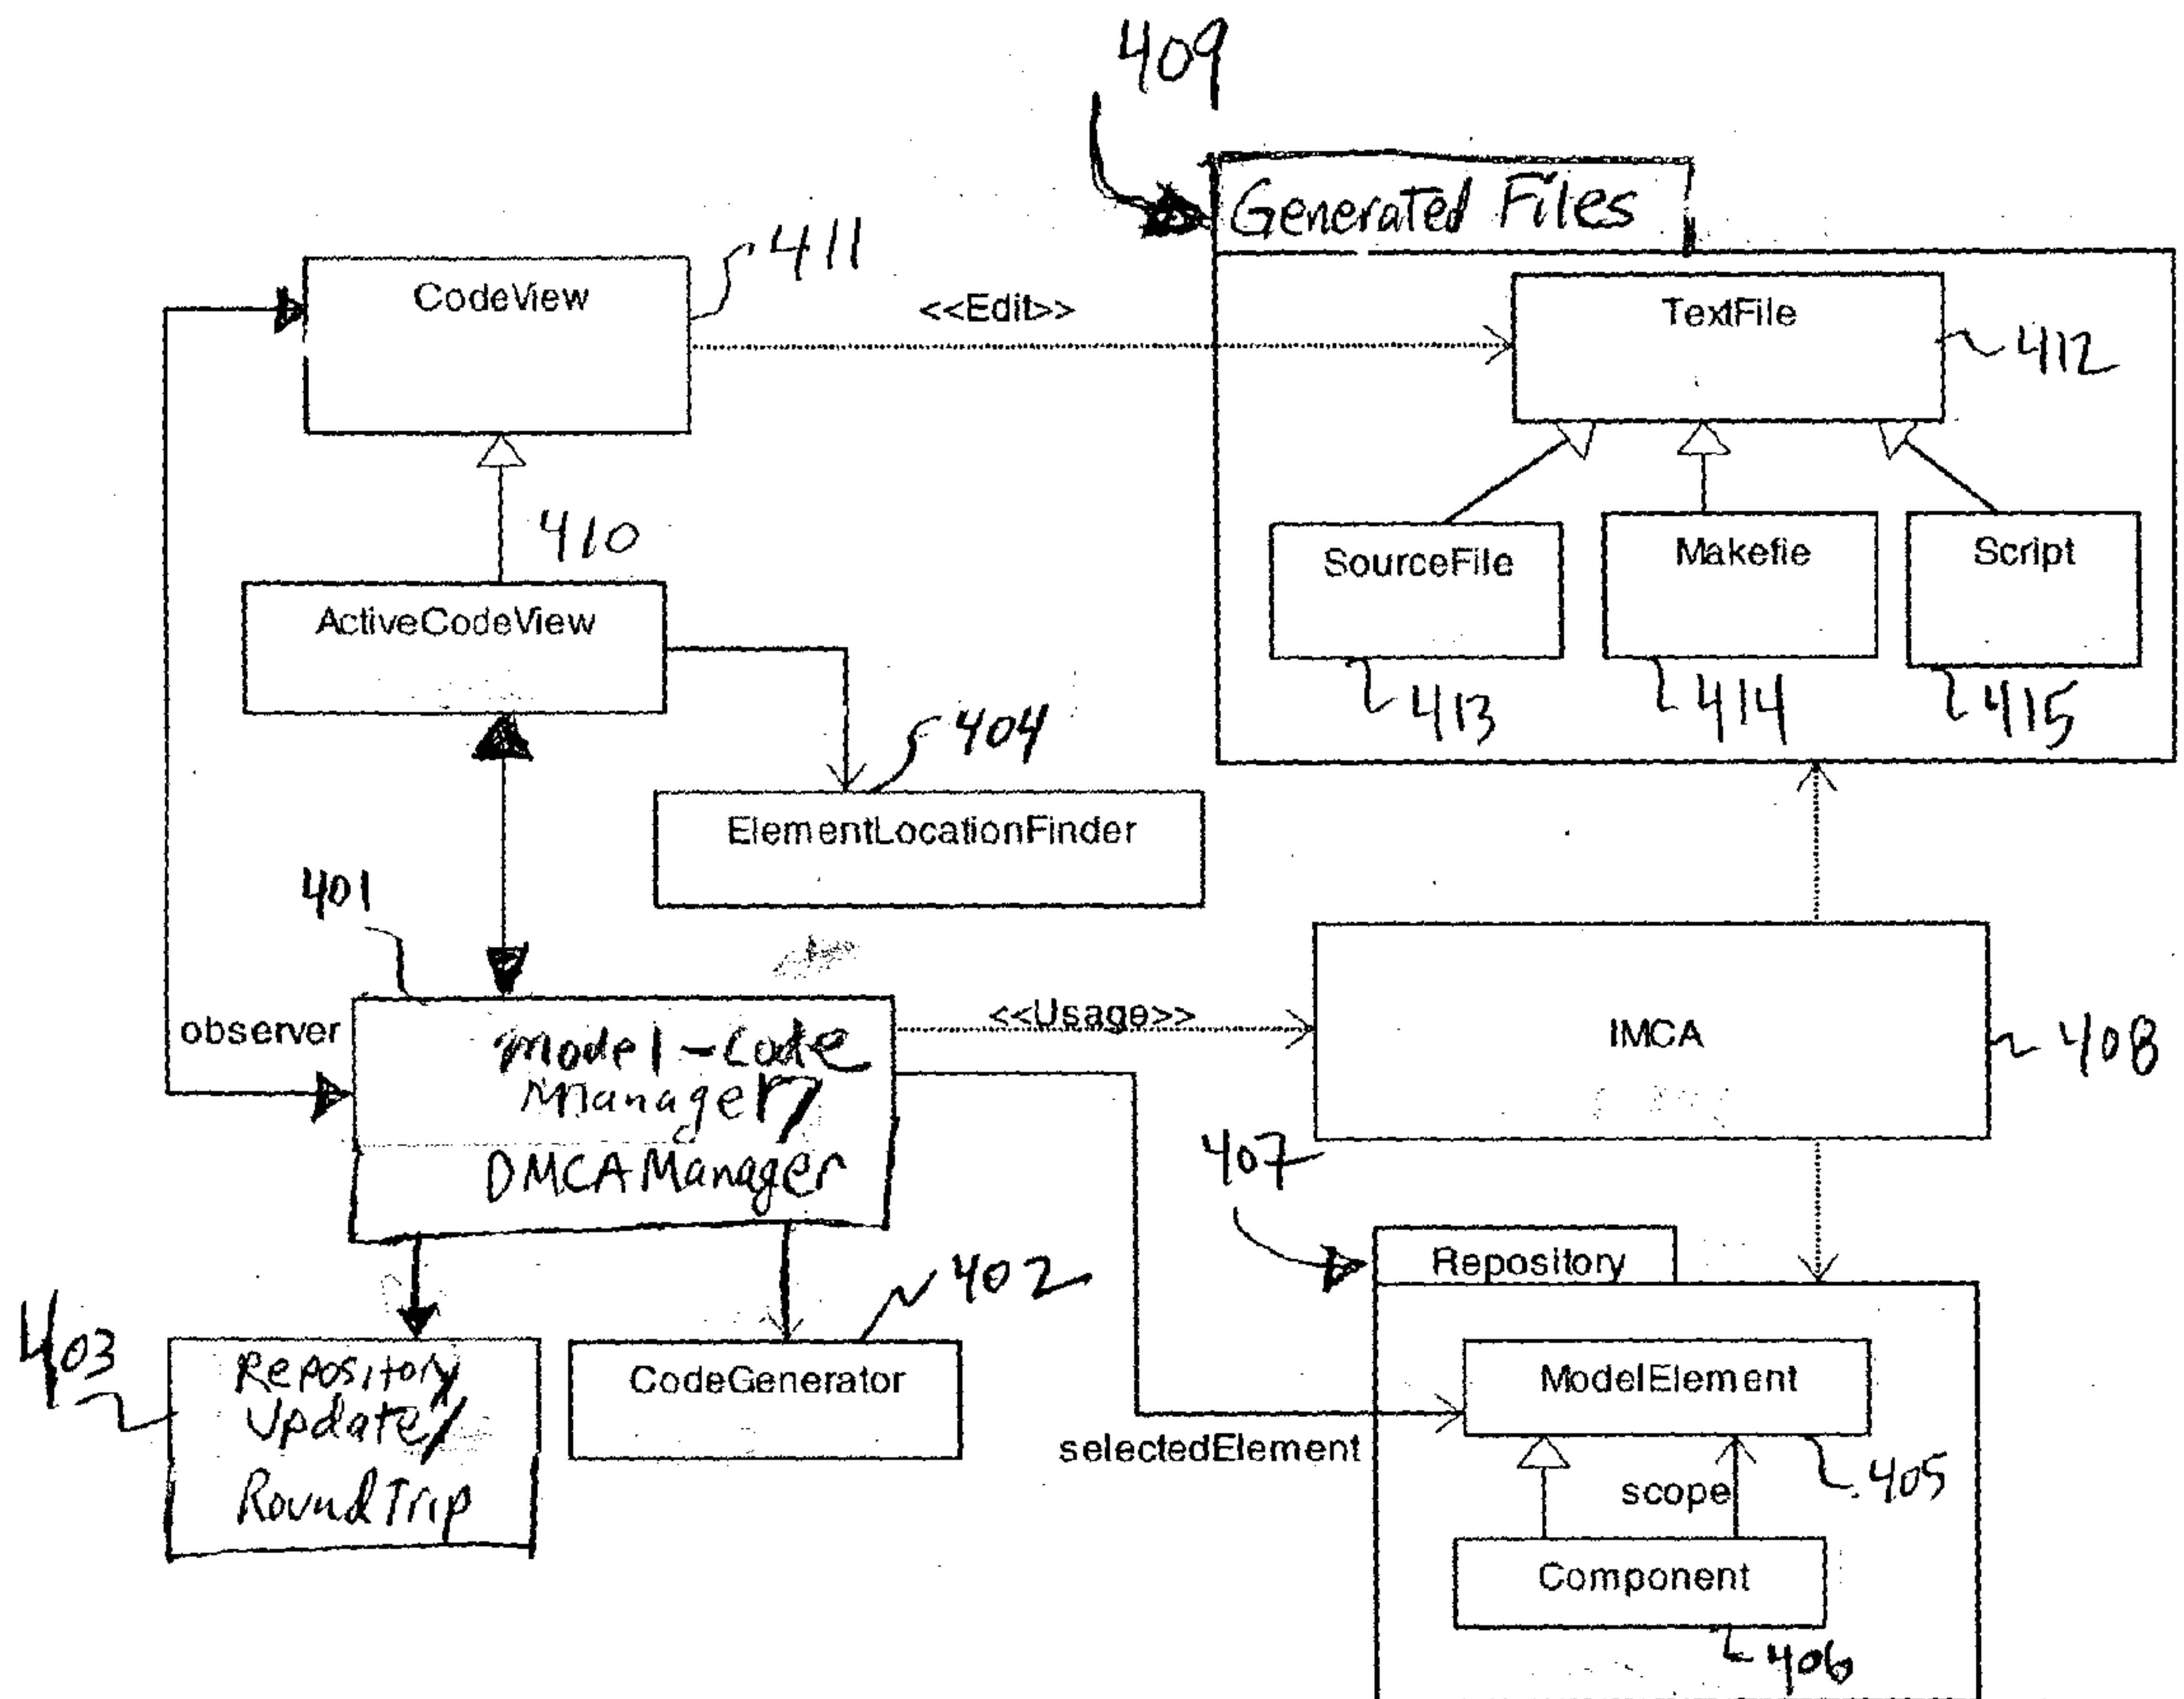 409
Generated Files
CodeView
411
<<Edit>>
TextFile
412
410
ActiveCodeView
SourceFile
Makefie
Script
413
414
415
404
ElementLocationFinder
401
observer
Model-Code
Manager/
DMCAManager
<<Usage>>
IMCA
408
407
Repository
403
Repository
Update/
RoundTrip
402
CodeGenerator
selectedElement
ModelElement
405
scope
Component
406